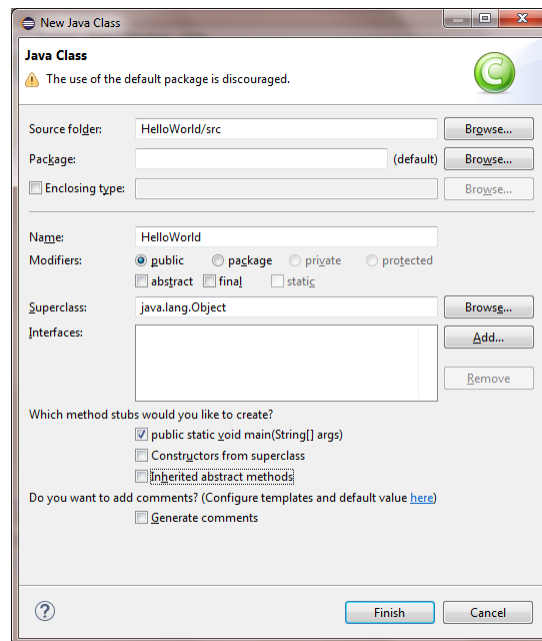 New Java Class
Java Class
The use of the default package is discouraged.
C
Source folder: HelloWorld/src Browse...
Package: (default) Browse...
Enclosing type: Browse...
Name: HelloWorld
Modifiers: public package private protected
abstract final static
Superclass: java.lang.Object Browse...
Interfaces: Add...
Remove
Which method stubs would you like to create?
public static void main(String[] args)
Constructors from superclass
Inherited abstract methods
Do you want to add comments? (Configure templates and default value here)
Generate comments
? Finish Cancel